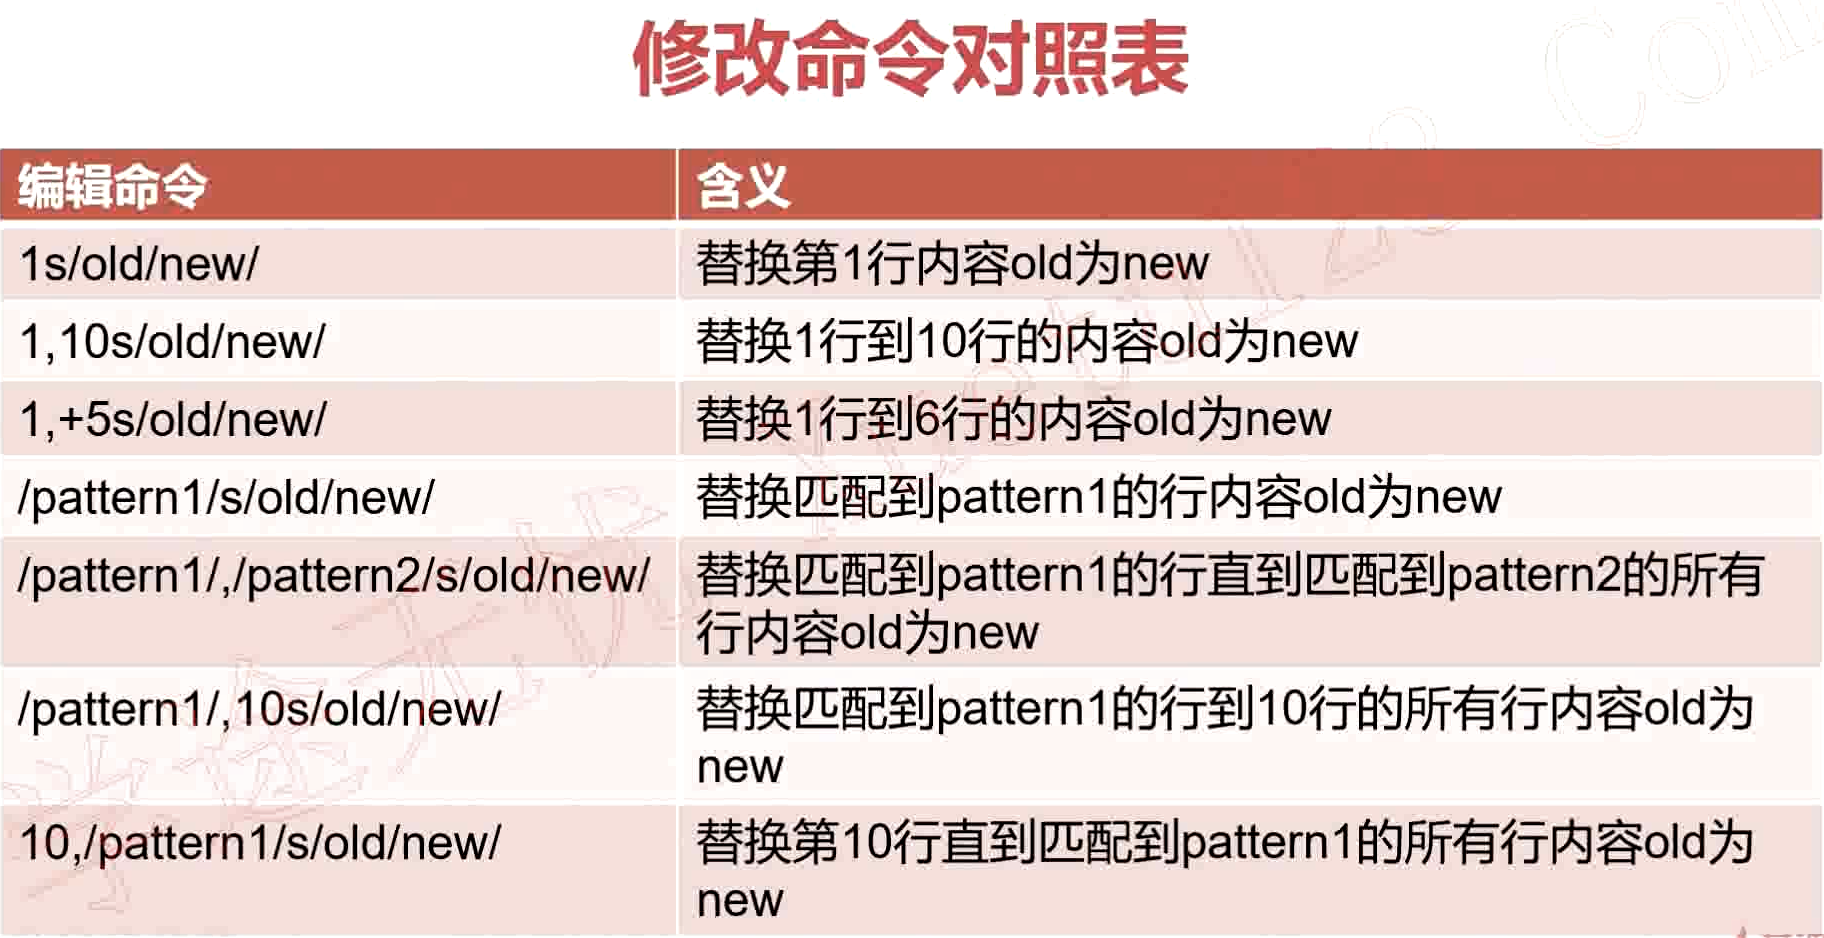 修改命令对照表
编辑命令
含义
1s/old/new/
替换第1行内容old为new
1,10s/old/new/
替换1行到10行的内容old为new
1,+5s/old/new/
替换1行到6行的内容old为new
/pattern1/s/old/new/
替换匹配到pattern1的行内容old为new
/pattern1/,/pattern2/s/old/new/
替换匹配到pattern1的行直到匹配到pattern2的所有
行内容old为new
/pattern1/,10s/old/new/
替换匹配到pattern1的行到10行的所有行内容old为
new
10,/pattern1/s/old/new/
替换第10行直到匹配到pattern1的所有行内容old为
new